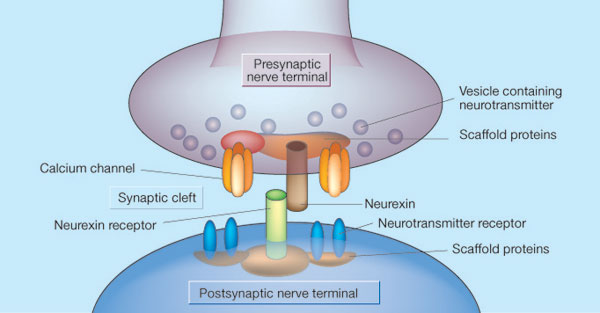 Presynaptic
nerve terminal
Vesicle containing
neurotransmitter
Scaffold proteins
Calcium channel
Synaptic cleft
Neurexin
Neurexin receptor
Neurotransmitter receptor
Scaffold proteins
Postsynaptic nerve terminal